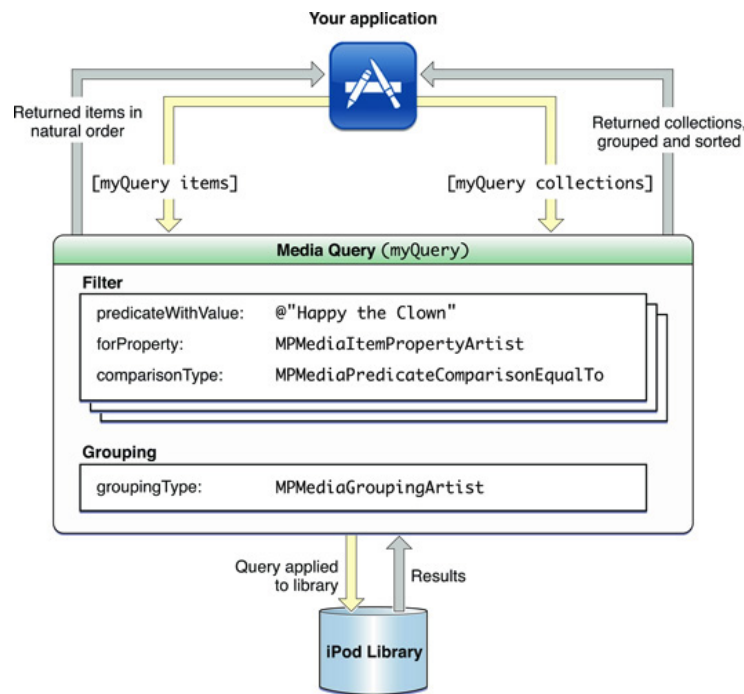 Your application
Returned items in
natural order
Returned collections,
grouped and sorted
[myQuery items]
[myQuery collections]
Media Query (myQuery)
Filter
predicateWithValue: @"Happy the Clown"
forProperty: MPMediaItemPropertyArtist
comparisonType: MPMediaPredicateComparisonEqualTo
Grouping
groupingType: MPMediaGroupingArtist
Query applied
to library
Results
iPod Library